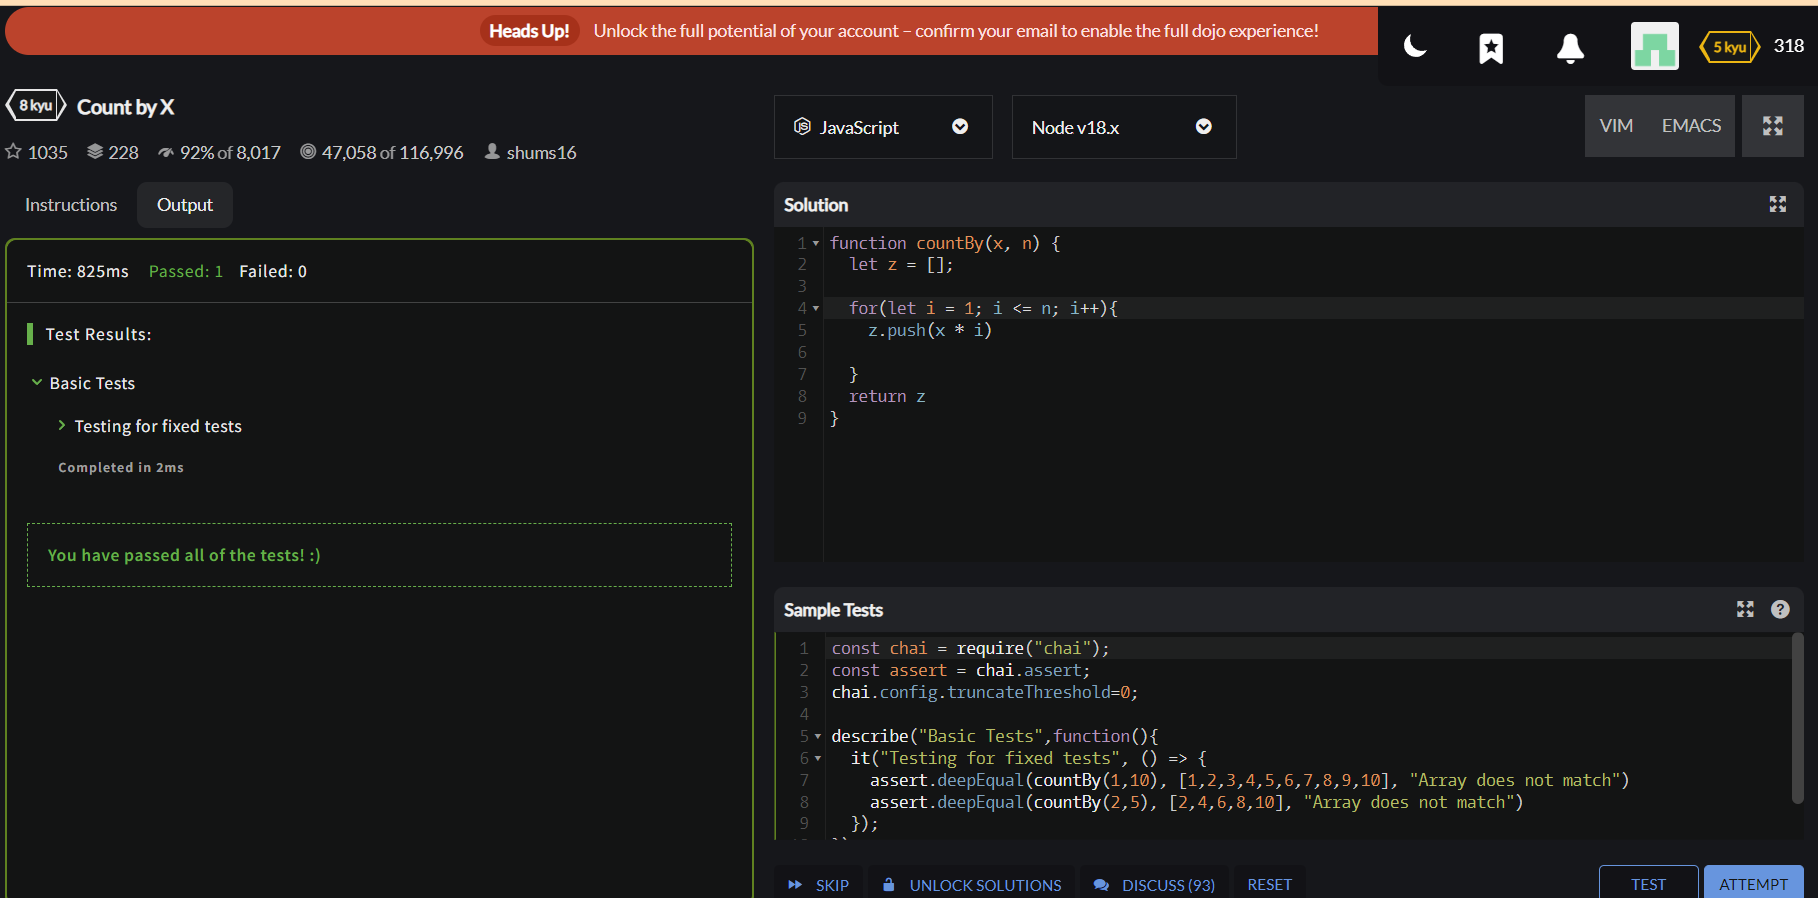 Heads Up! Unlock the full potential of your account – confirm your email to enable the full dojo experience!
5 kyu 318
8 kyu Count by X
1035 228 92% of 8,017 47,058 of 116,996 shums16
JavaScript
Node v18.x
VIM EMACS
Instructions Output
Time: 825ms Passed: 1 Failed: 0
Test Results:
Basic Tests
Testing for fixed tests
Completed in 2ms
You have passed all of the tests! :)
Solution
1 function countBy(x, n) {
2 let z = [];
3
4 for(let i = 1; i <= n; i++){
5 z.push(x * i)
6
7 }
8 return z
9 }
Sample Tests
1 const chai = require("chai");
2 const assert = chai.assert;
3 chai.config.truncateThreshold=0;
4
5 describe("Basic Tests",function(){
6 it("Testing for fixed tests", () => {
7 assert.deepEqual(countBy(1,10), [1,2,3,4,5,6,7,8,9,10], "Array does not match")
8 assert.deepEqual(countBy(2,5), [2,4,6,8,10], "Array does not match")
9 });
SKIP UNLOCK SOLUTIONS DISCUSS (93) RESET TEST ATTEMPT